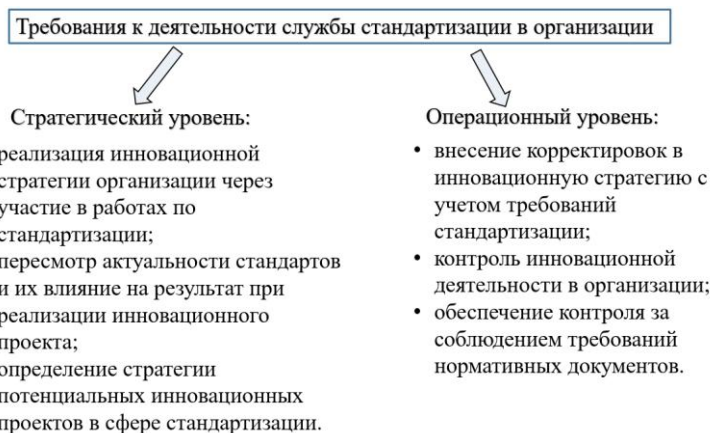 Требования к деятельности службы стандартизации в организации
Стратегический уровень:
реализация инновационной
стратегии организации через
участие в работах по
стандартизации;
пересмотр актуальности стандартов
и их влияние на результат при
реализации инновационного
проекта;
определение стратегии
потенциальных инновационных
проектов в сфере стандартизации.
Операционный уровень:
• внесение корректировок в
инновационную стратегию с
учетом требований
стандартизации;
• контроль инновационной
деятельности в организации;
• обеспечение контроля за
соблюдением требований
нормативных документов.